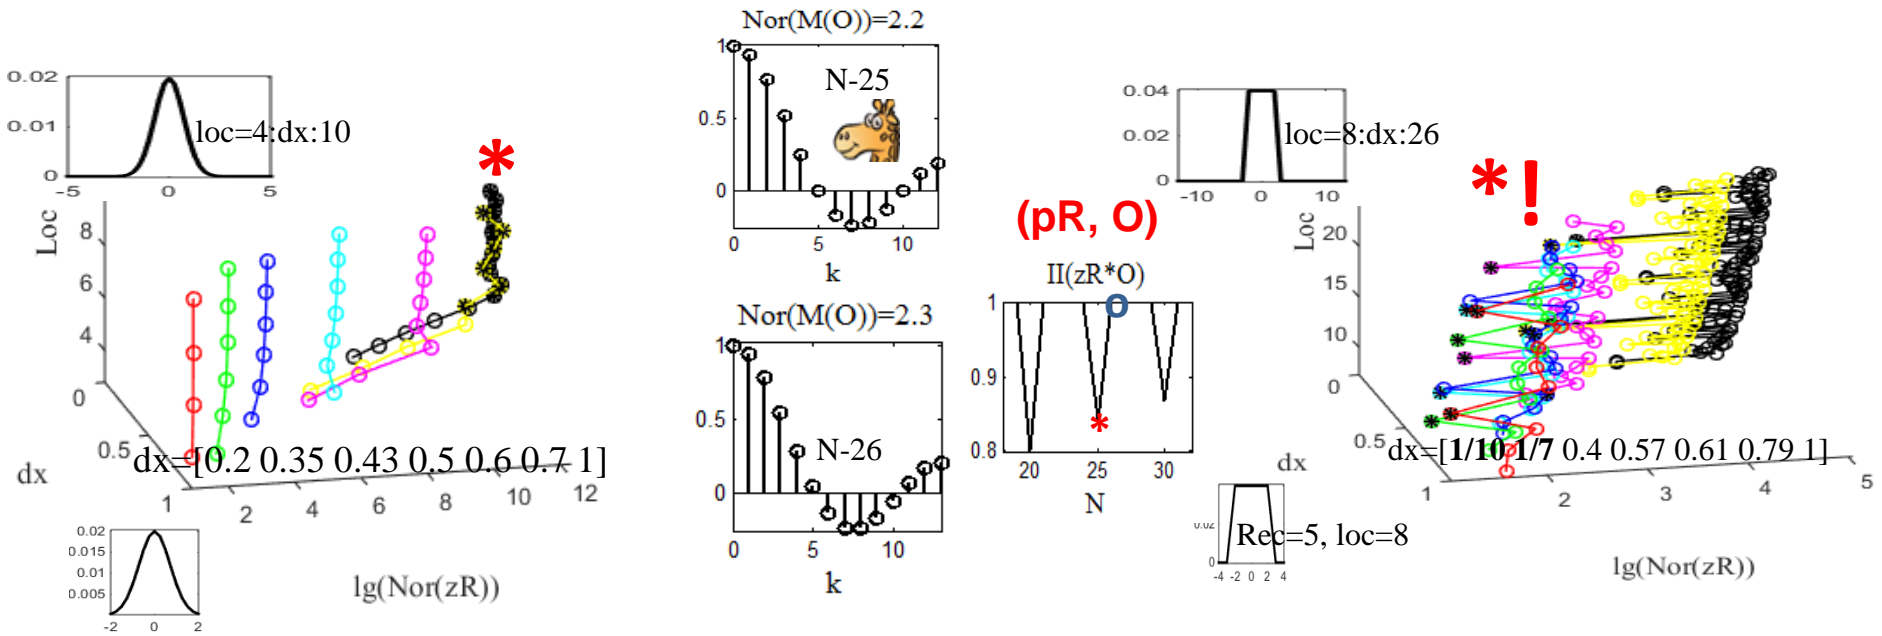 0.02
0.01
0
-5 0 5
loc=4:dx:10
*
Loc
8
6
4
0
0.5
1
dx
dx=[0.2 0.35 0.43 0.5 0.6 0.7 1]
2 4 6 8 10 12
lg(Nor(zR))
0.02
0.015
0.01
0.005
-2 0 2
Nor(M(O))=2.2
1
0.5
0
N-25
0 5 10
k
Nor(M(O))=2.3
1
0.5
0
N-26
0 5 10
k
(pR, O)
II(zR*O)
1
0.9
0.8
O
*
20 25 30
N
0.04
0.02
0
-10 0 10
loc=8:dx:26
*!
Loc
20
15
10
0
0.5
1
dx
dx=[1/10 1/7 0.4 0.57 0.61 0.79 1]
2 3 4 5
lg(Nor(zR))
0.02
0
-4 -2 0 2 4
Rec=5, loc=8